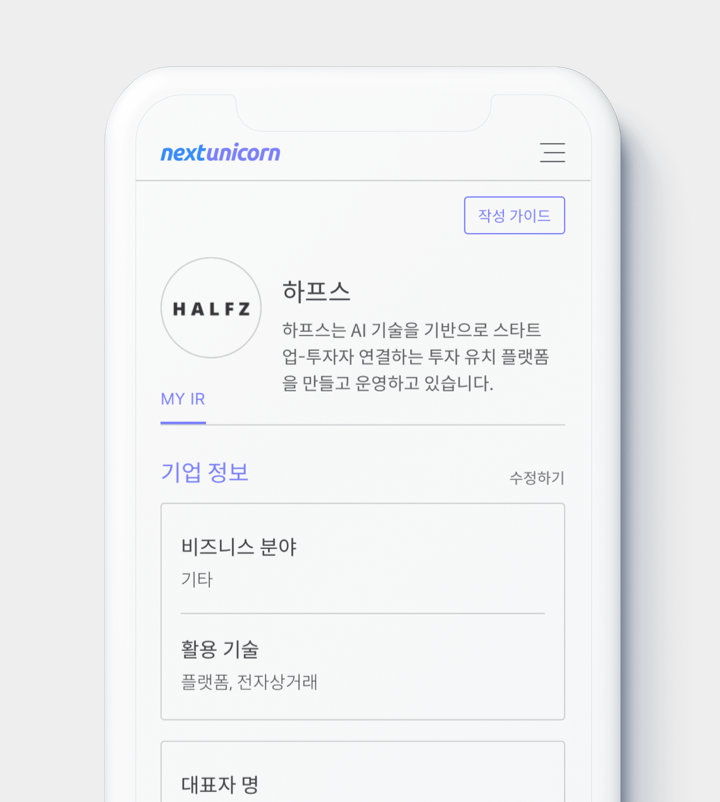 nextunicorn
작성 가이드
HALFZ
하프스
하프스는 AI 기술을 기반으로 스타트
업-투자자 연결하는 투자 유치 플랫폼
을 만들고 운영하고 있습니다.
MY IR
기업 정보
수정하기
비즈니스 분야
기타
활용 기술
플랫폼, 전자상거래
대표자 명